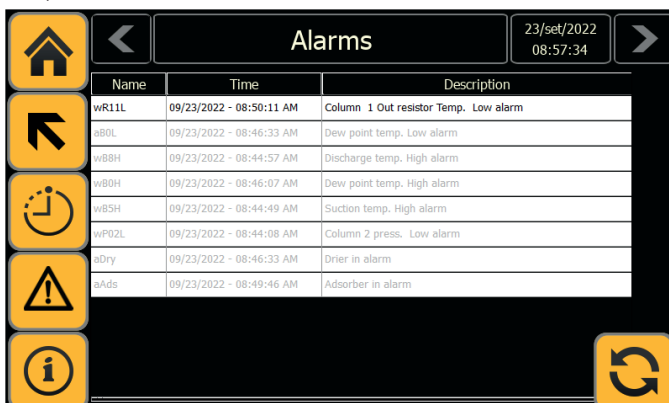 Alarms
23/set/2022
08:57:34
Name Time Description
wR11L 09/23/2022 - 08:50:11 AM Column 1 Out resistor Temp. Low alarm
aB0L 09/23/2022 - 08:46:33 AM Dew point temp. Low alarm
wB8H 09/23/2022 - 08:44:57 AM Discharge temp. High alarm
wB0H 09/23/2022 - 08:46:07 AM Dew point temp. High alarm
wB5H 09/23/2022 - 08:44:49 AM Suction temp. High alarm
wP02L 09/23/2022 - 08:44:08 AM Column 2 press. Low alarm
aDry 09/23/2022 - 08:46:33 AM Drier in alarm
aAds 09/23/2022 - 08:49:46 AM Adsorber in alarm
i